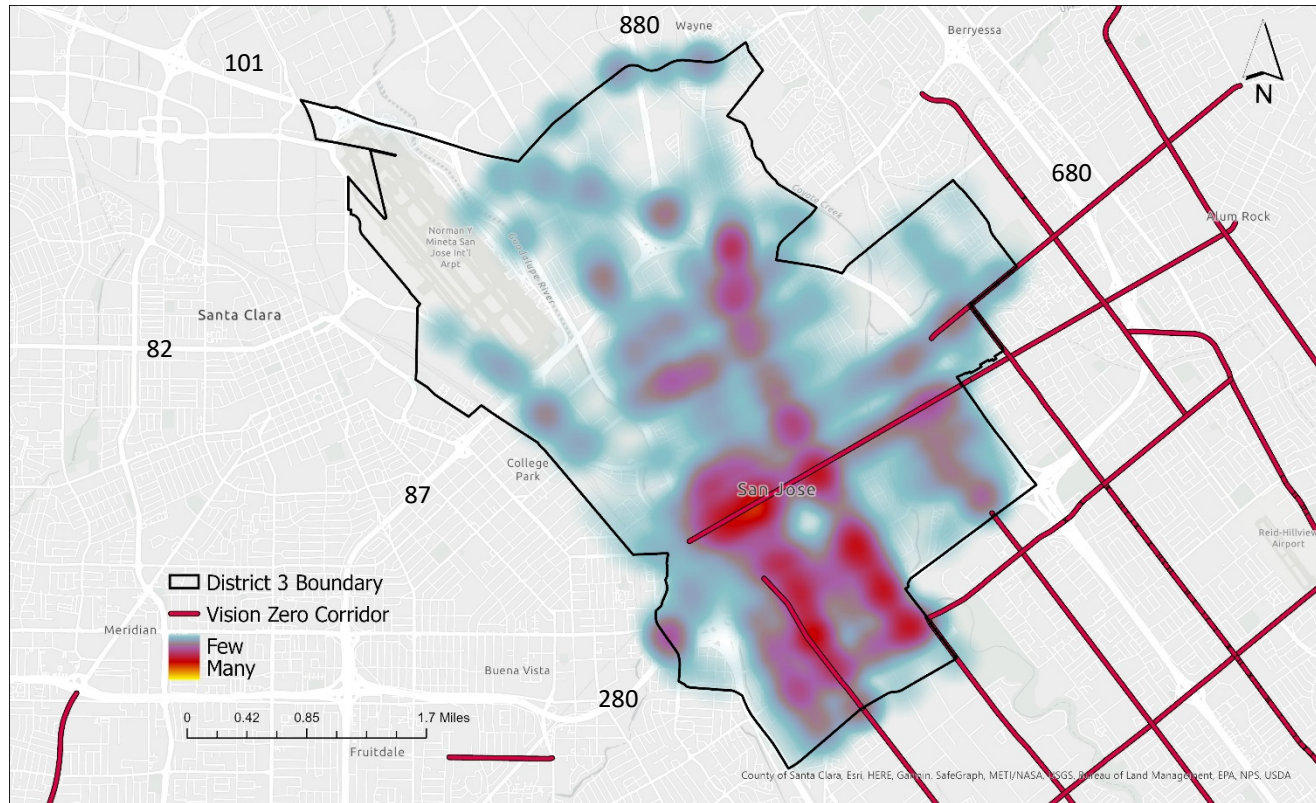 880
Wayne
Berryessa
101
N
680
Coyote Creek
Alum Rock
Norman Y
Mineta San
Jose Int'l
Arpt
Guadalupe River
Santa Clara
82
College
Park
87
San Jose
Reid-Hillview
Airport
District 3 Boundary
Vision Zero Corridor
Few
Many
Meridian
Buena Vista
280
0 0.42 0.85 1.7 Miles
Fruitdale
County of Santa Clara, Esri, HERE, Garmin, SafeGraph, METI/NASA, USGS, Bureau of Land Management, EPA, NPS, USDA